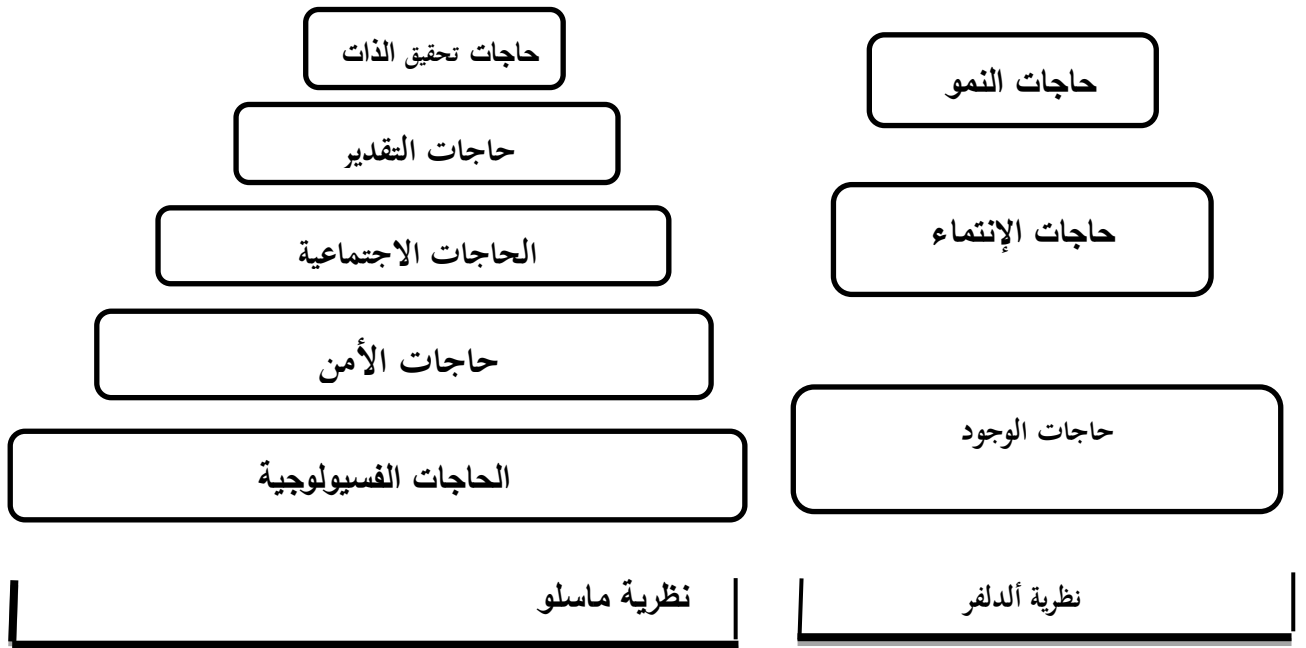 حاجات تحقيق الذات
حاجات النمو
حاجات التقدير
حاجات الإنتماء
الحاجات الاجتماعية
حاجات الأمن
حاجات الوجود
الحاجات الفسيولوجية
نظرية ألدلفر
نظرية ماسلو